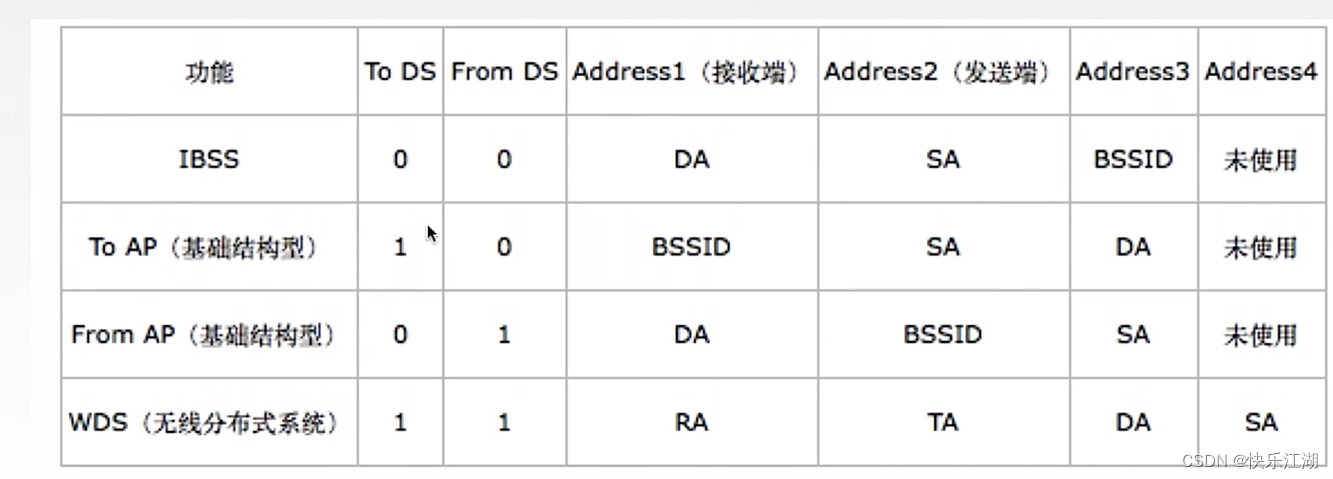 功能 To DS From DS Address1（接收端） Address2（发送端） Address3 Address4
IBSS 0 0 DA SA BSSID 未使用
To AP（基础结构型） 1 0 BSSID SA DA 未使用
From AP（基础结构型） 0 1 DA BSSID SA 未使用
WDS（无线分布式系统） 1 1 RA TA DA SA
CSDN @快乐江湖